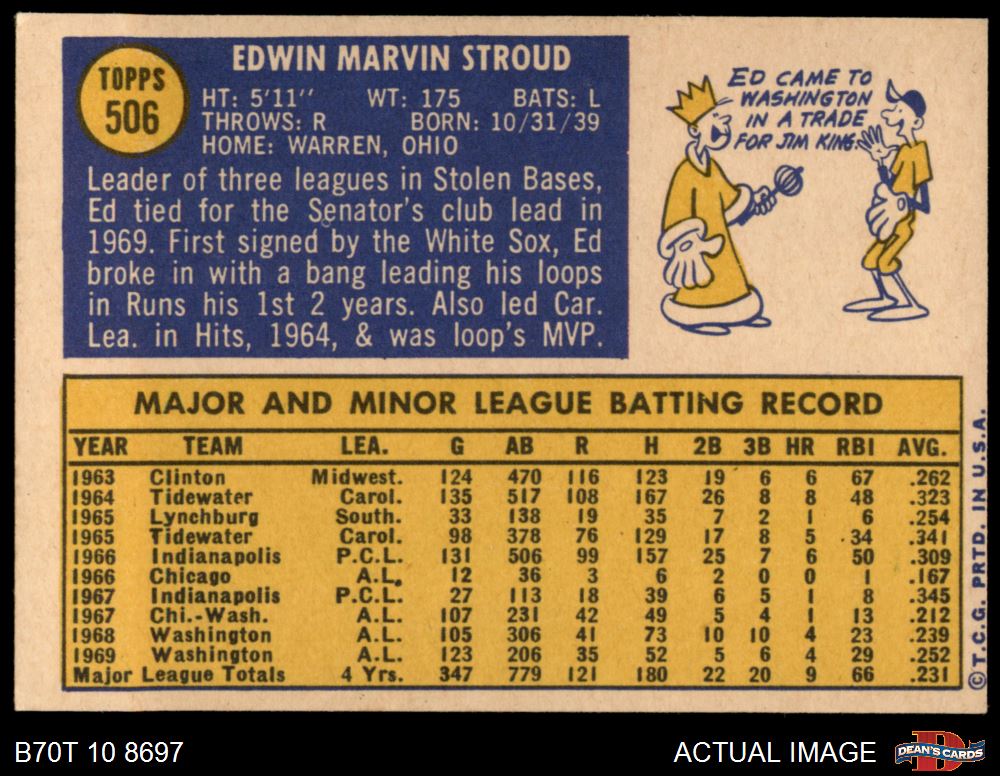 TOPPS
506
EDWIN MARVIN STROUD
HT: 5'11" WT: 175 BATS: L
THROWS: R BORN: 10/31/39
HOME: WARREN, OHIO
Leader of three leagues in Stolen Bases,
Ed tied for the Senator's club lead in
1969. First signed by the White Sox, Ed
broke in with a bang leading his loops
in Runs his 1st 2 years. Also led Car.
Lea. in Hits, 1964, & was loop's MVP.
ED CAME TO
WASHINGTON
IN A TRADE
FOR JIM KING.
MAJOR AND MINOR LEAGUE BATTING RECORD
YEAR TEAM LEA. G AB R H 2B 3B HR RBI AVG.
1963 Clinton Midwest. 124 470 116 123 19 6 6 67 .262
1964 Tidewater Carol. 135 517 108 167 26 8 8 48 .323
1965 Lynchburg South. 33 138 19 35 7 2 1 6 .254
1965 Tidewater Carol. 98 378 76 129 17 8 5 34 .341
1966 Indianapolis P.C.L. 131 506 99 157 25 7 6 50 .309
1966 Chicago A.L. 12 36 3 6 2 0 0 1 .167
1967 Indianapolis P.C.L. 27 113 18 39 6 5 1 8 .345
1967 Chi.-Wash. A.L. 107 231 42 49 5 4 1 13 .212
1968 Washington A.L. 105 306 41 73 10 10 4 23 .239
1969 Washington A.L. 123 206 35 52 5 6 4 29 .252
Major League Totals 4 Yrs. 347 779 121 180 22 20 9 66 .231
©T.C.G. PRTD. IN U.S.A.
B70T 10 8697
ACTUAL IMAGE
D
DEAN'S CARDS